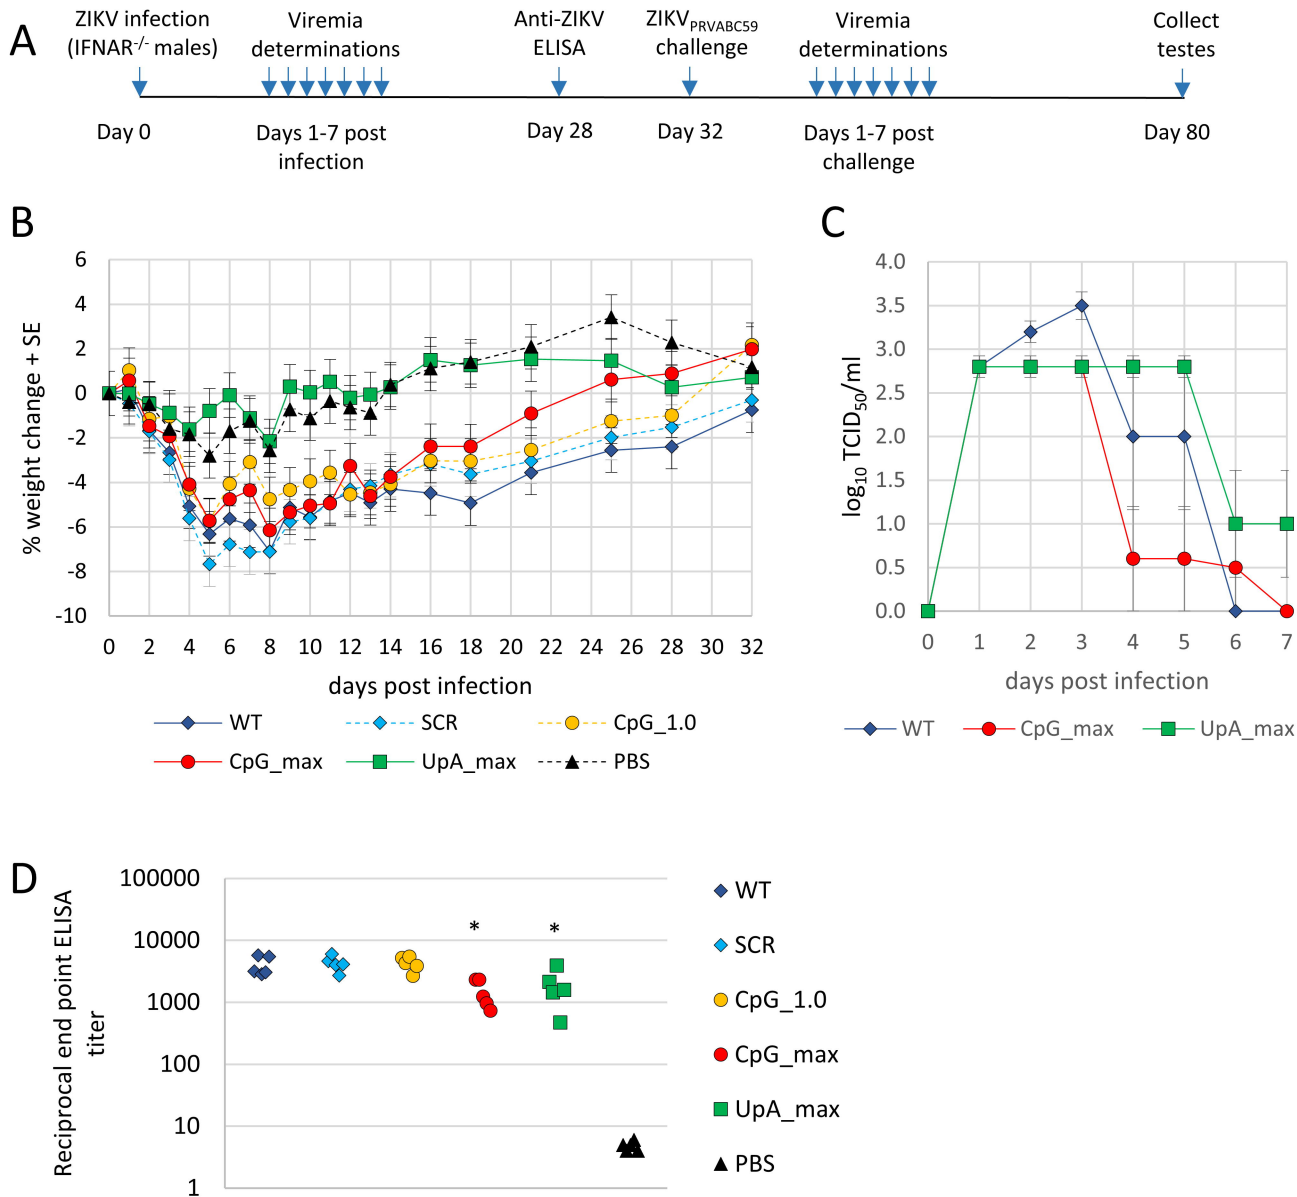 A
ZIKV infection
(IFNAR-/- males)
Viremia
determinations
Anti-ZIKV
ELISA
ZIKVPRVABC59
challenge
Viremia
determinations
Collect
testes
Day 0
Days 1-7 post
infection
Day 28
Day 32
Days 1-7 post
challenge
Day 80
B
% weight change + SE
6
4
2
0
-2
-4
-6
-8
-10
0 2 4 6 8 10 12 14 16 18 20 22 24 26 28 30 32
days post infection
WT SCR CpG_1.0
CpG_max UpA_max PBS
C
log10 TCID50/ml
4.0
3.5
3.0
2.5
2.0
1.5
1.0
0.5
0.0
0 1 2 3 4 5 6 7
days post infection
WT CpG_max UpA_max
D
Reciprocal end point ELISA
titer
100000
10000
1000
100
10
1
* *
WT
SCR
CpG_1.0
CpG_max
UpA_max
PBS